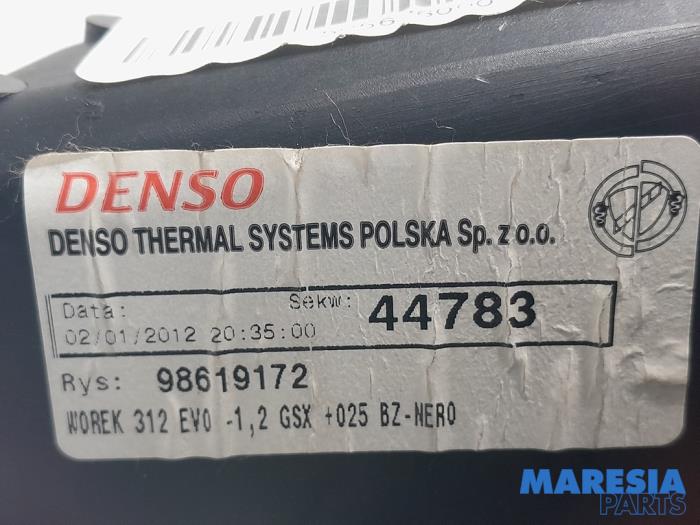 DENSO
DENSO THERMAL SYSTEMS POLSKA Sp. z o.o.
Data: Sekw: 44783
02/01/2012 20:35:00
Rys: 98619172
WOREK 312 EVO -1,2 GSX +025 BZ-NERO
MARESIA
PARTS